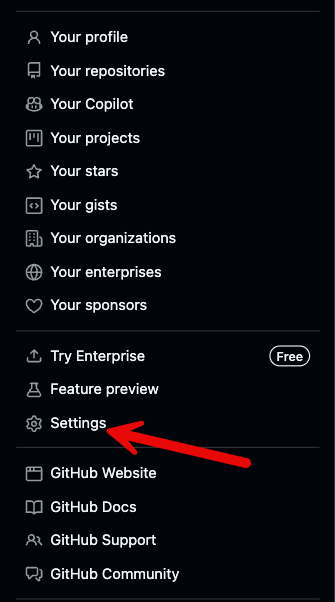 Your profile
Your repositories
Your Copilot
Your projects
Your stars
Your gists
Your organizations
Your enterprises
Your sponsors
Try Enterprise Free
Feature preview
Settings
GitHub Website
GitHub Docs
GitHub Support
GitHub Community